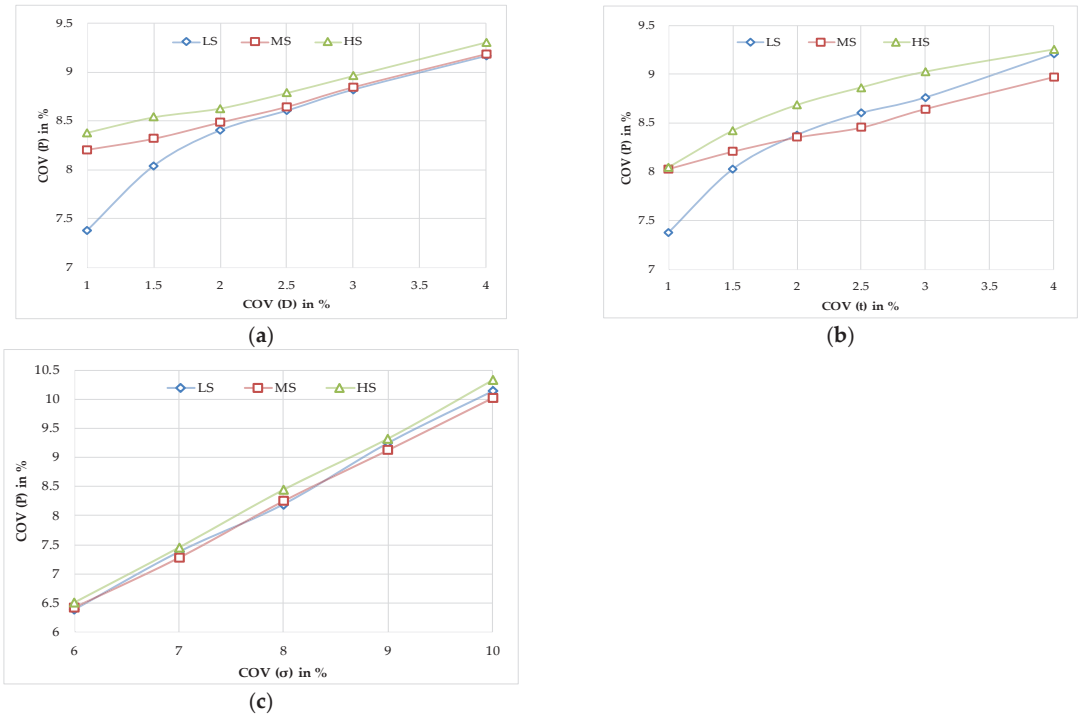 9.5
9
8.5
8
7.5
7
COV (P) in %
LS MS HS
1 1.5 2 2.5 3 3.5 4
COV (D) in %
(a)
9.5
9
8.5
8
7.5
7
COV (P) in %
LS MS HS
1 1.5 2 2.5 3 3.5 4
COV (t) in %
(b)
10.5
10
9.5
9
8.5
8
7.5
7
6.5
6
COV (P) in %
LS MS HS
6 7 8 9 10
COV (σ) in %
(c)